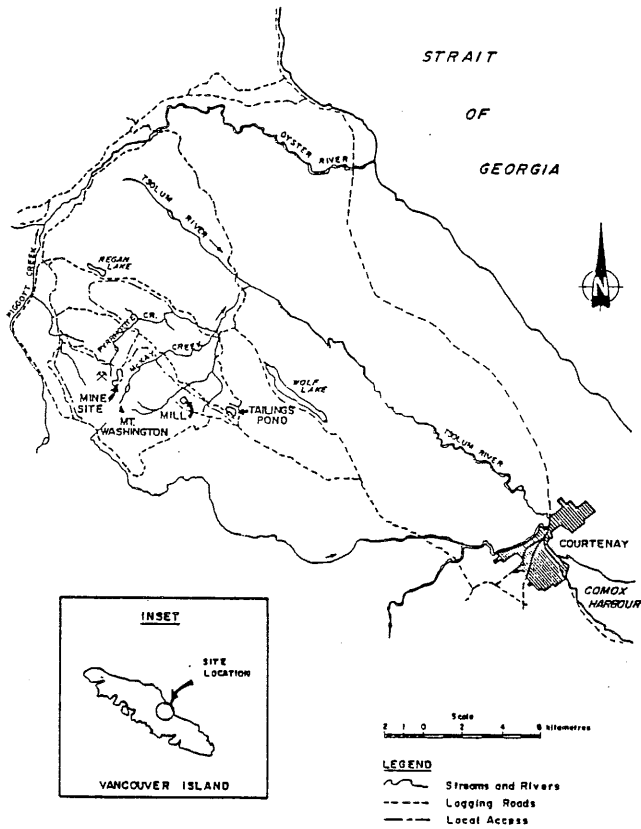 STRAIT
OF
GEORGIA
OYSTER RIVER
TSOLUM RIVER
PIGGOTT CREEK
REGAN LAKE
N
PYRRHOTITE CR.
McKAY CREEK
WOLF LAKE
MINE SITE
MT. WASHINGTON
MILL
TAILINGS POND
TSOLUM RIVER
COURTENAY
COMOX HARBOUR
INSET
SITE LOCATION
VANCOUVER ISLAND
Scale
2 1 0 2 4 6 kilometres
LEGEND
Streams and Rivers
Logging Roads
Local Access